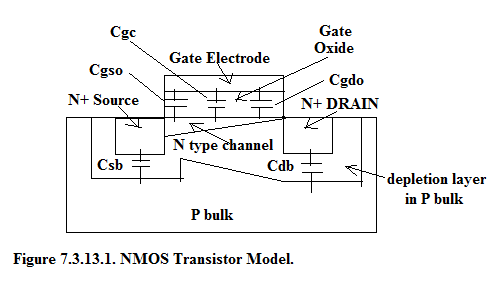 Cgc
Gate
Oxide
Gate Electrode
Cgso
Cgdo
N+ Source
N+ DRAIN
N type channel
Csb
Cdb
depletion layer
in P bulk
P bulk
Figure 7.3.13.1. NMOS Transistor Model.